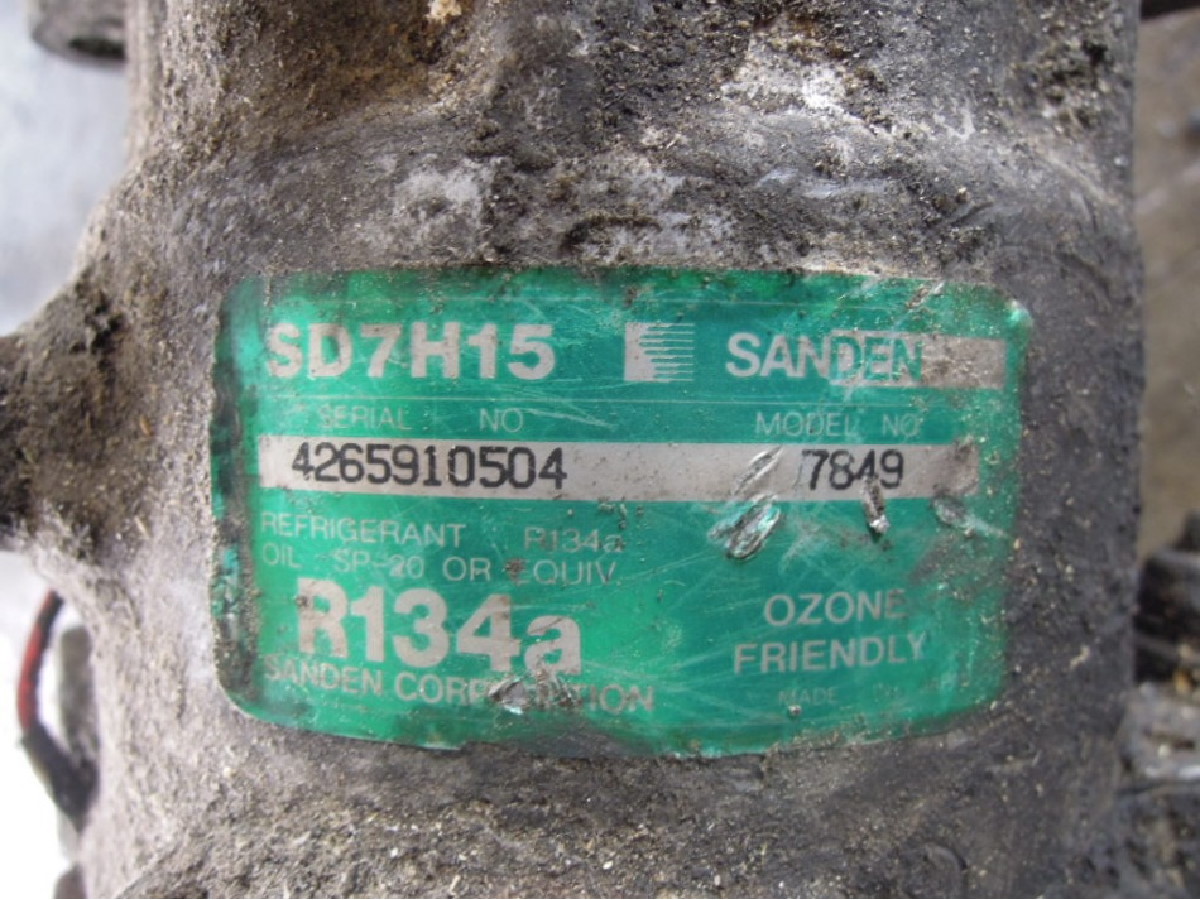 SD7H15 SANDEN
SERIAL NO MODEL NO
4265910504 7849
REFRIGERANT R134a
OIL SP-20 OR EQUIV.
R134a
OZONE
FRIENDLY
SANDEN CORPORATION
MADE